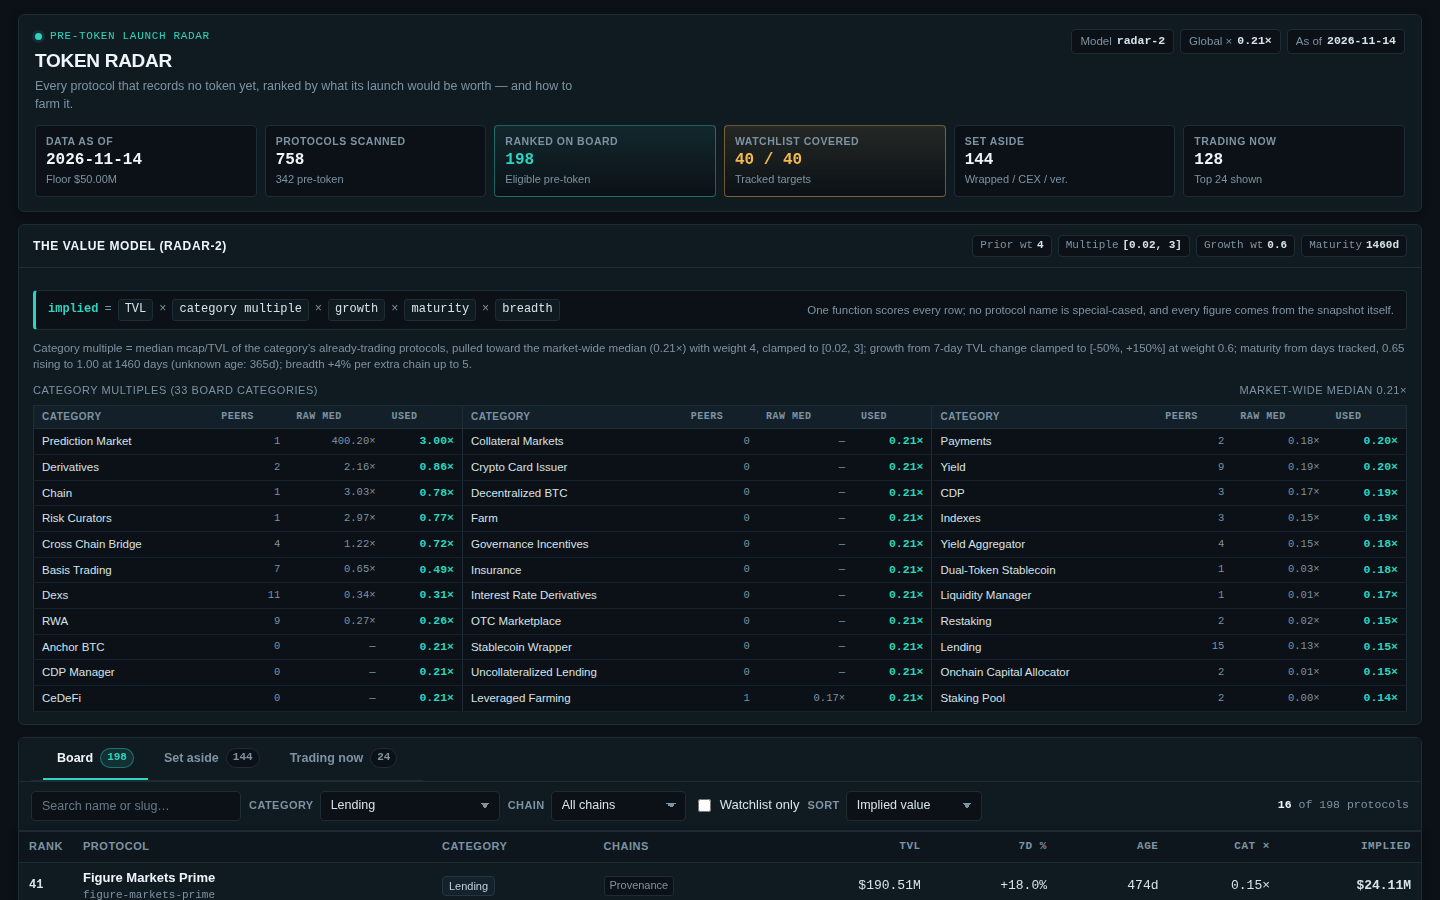 PRE-TOKEN LAUNCH RADAR
TOKEN RADAR
Every protocol that records no token yet, ranked by what its launch would be worth — and how to
farm it.
Model radar-2 Global × 0.21× As of 2026-11-14
DATA AS OF
2026-11-14
Floor $50.00M
PROTOCOLS SCANNED
758
342 pre-token
RANKED ON BOARD
198
Eligible pre-token
WATCHLIST COVERED
40 / 40
Tracked targets
SET ASIDE
144
Wrapped / CEX / ver.
TRADING NOW
128
Top 24 shown
THE VALUE MODEL (RADAR-2)
Prior wt 4 Multiple [0.02, 3] Growth wt 0.6 Maturity 1460d
implied = TVL × category multiple × growth × maturity × breadth
One function scores every row; no protocol name is special-cased, and every figure comes from the snapshot itself.
Category multiple = median mcap/TVL of the category's already-trading protocols, pulled toward the market-wide median (0.21×) with weight 4, clamped to [0.02, 3]; growth from 7-day TVL change clamped to [-50%, +150%] at weight 0.6; maturity from days tracked, 0.65
rising to 1.00 at 1460 days (unknown age: 365d); breadth +4% per extra chain up to 5.
CATEGORY MULTIPLES (33 BOARD CATEGORIES) MARKET-WIDE MEDIAN 0.21×
CATEGORY PEERS RAW MED USED CATEGORY PEERS RAW MED USED CATEGORY PEERS RAW MED USED
Prediction Market 1 400.20× 3.00× Collateral Markets 0 — 0.21× Payments 2 0.18× 0.20×
Derivatives 2 2.16× 0.86× Crypto Card Issuer 0 — 0.21× Yield 9 0.19× 0.20×
Chain 1 3.03× 0.78× Decentralized BTC 0 — 0.21× CDP 3 0.17× 0.19×
Risk Curators 1 2.97× 0.77× Farm 0 — 0.21× Indexes 3 0.15× 0.19×
Cross Chain Bridge 4 1.22× 0.72× Governance Incentives 0 — 0.21× Yield Aggregator 4 0.15× 0.18×
Basis Trading 7 0.65× 0.49× Insurance 0 — 0.21× Dual-Token Stablecoin 1 0.03× 0.18×
Dexs 11 0.34× 0.31× Interest Rate Derivatives 0 — 0.21× Liquidity Manager 1 0.01× 0.17×
RWA 9 0.27× 0.26× OTC Marketplace 0 — 0.21× Restaking 2 0.02× 0.15×
Anchor BTC 0 — 0.21× Stablecoin Wrapper 0 — 0.21× Lending 15 0.13× 0.15×
CDP Manager 0 — 0.21× Uncollateralized Lending 0 — 0.21× Onchain Capital Allocator 2 0.01× 0.15×
CeDeFi 0 — 0.21× Leveraged Farming 1 0.17× 0.21× Staking Pool 2 0.00× 0.14×
Board 198 Set aside 144 Trading now 24
Search name or slug… CATEGORY Lending CHAIN All chains Watchlist only SORT Implied value 16 of 198 protocols
RANK PROTOCOL CATEGORY CHAINS TVL 7D % AGE CAT × IMPLIED
41 Figure Markets Prime Lending Provenance $190.51M +18.0% 474d 0.15× $24.11M
figure-markets-prime